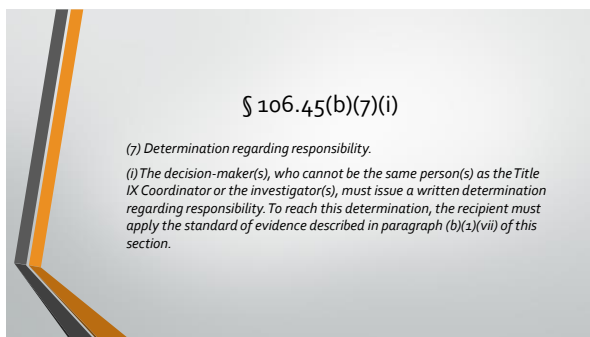 § 106.45(b)(7)(i)
(7) Determination regarding responsibility.
(i) The decision-maker(s), who cannot be the same person(s) as the Title
IX Coordinator or the investigator(s), must issue a written determination
regarding responsibility. To reach this determination, the recipient must
apply the standard of evidence described in paragraph (b)(1)(vii) of this
section.